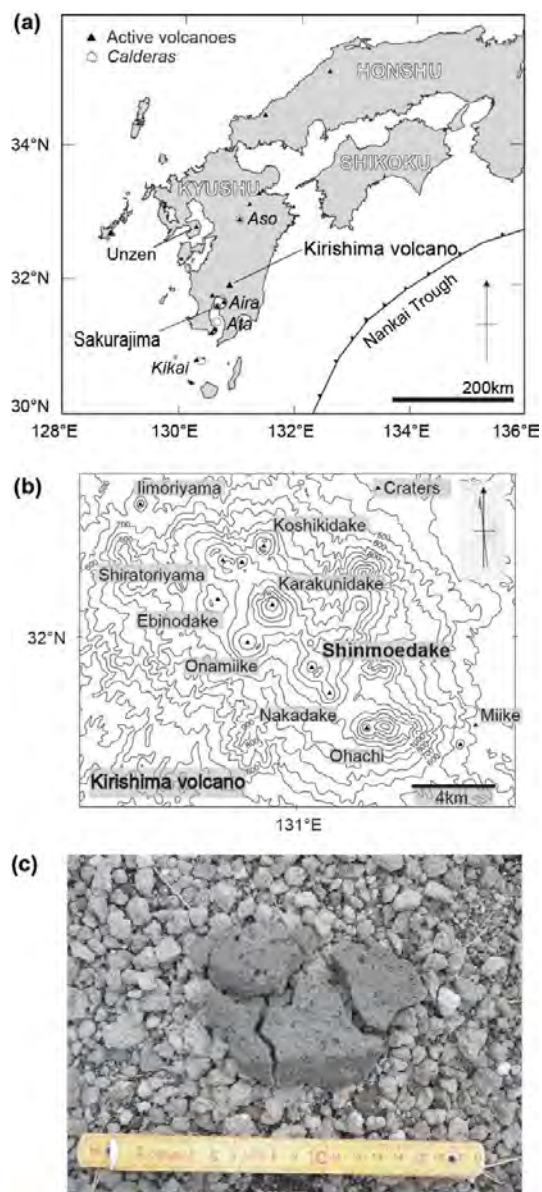 (a)
Active volcanoes
Calderas
HONSHU
34°N
SHIKOKU
KYUSHU
Aso
Unzen
Kirishima volcano
32°N
Aira
Nankai Trough
Sakurajima
Ata
Kikai
200km
30°N
128°E 130°E 132°E 134°E 136°E
(b)
Iimoriyama
Craters
Koshikidake
Shiratoriyama
Karakunidake
Ebinodake
32°N
Shinmoedake
Onamiike
Nakadake
Miike
Ohachi
Kirishima volcano
4km
131°E
(c)
10